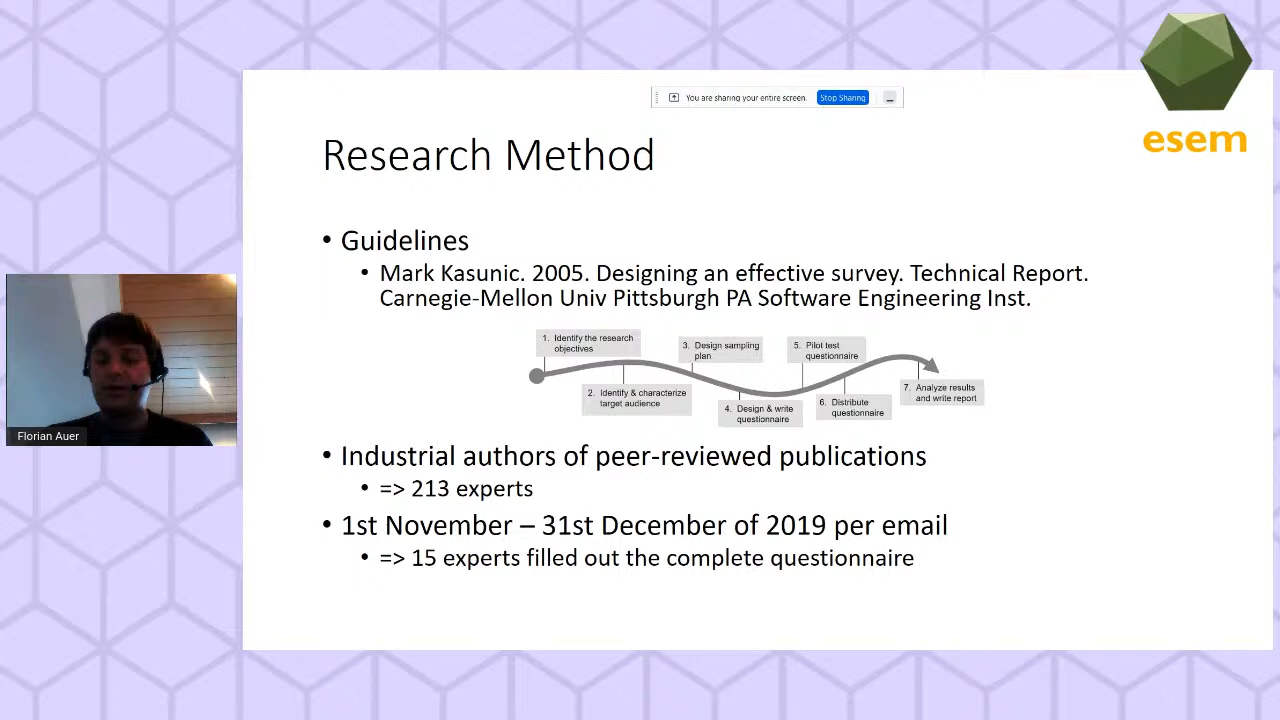 You are sharing your entire screen.
Stop Sharing
esem
Research Method
• Guidelines
• Mark Kasunic. 2005. Designing an effective survey. Technical Report.
Carnegie-Mellon Univ Pittsburgh PA Software Engineering Inst.
1. Identify the research
objectives
2. Identify & characterize
target audience
3. Design sampling
plan
4. Design & write
questionnaire
5. Pilot test
questionnaire
6. Distribute
questionnaire
7. Analyze results
and write report
• Industrial authors of peer-reviewed publications
• => 213 experts
• 1st November – 31st December of 2019 per email
• => 15 experts filled out the complete questionnaire
Florian Auer